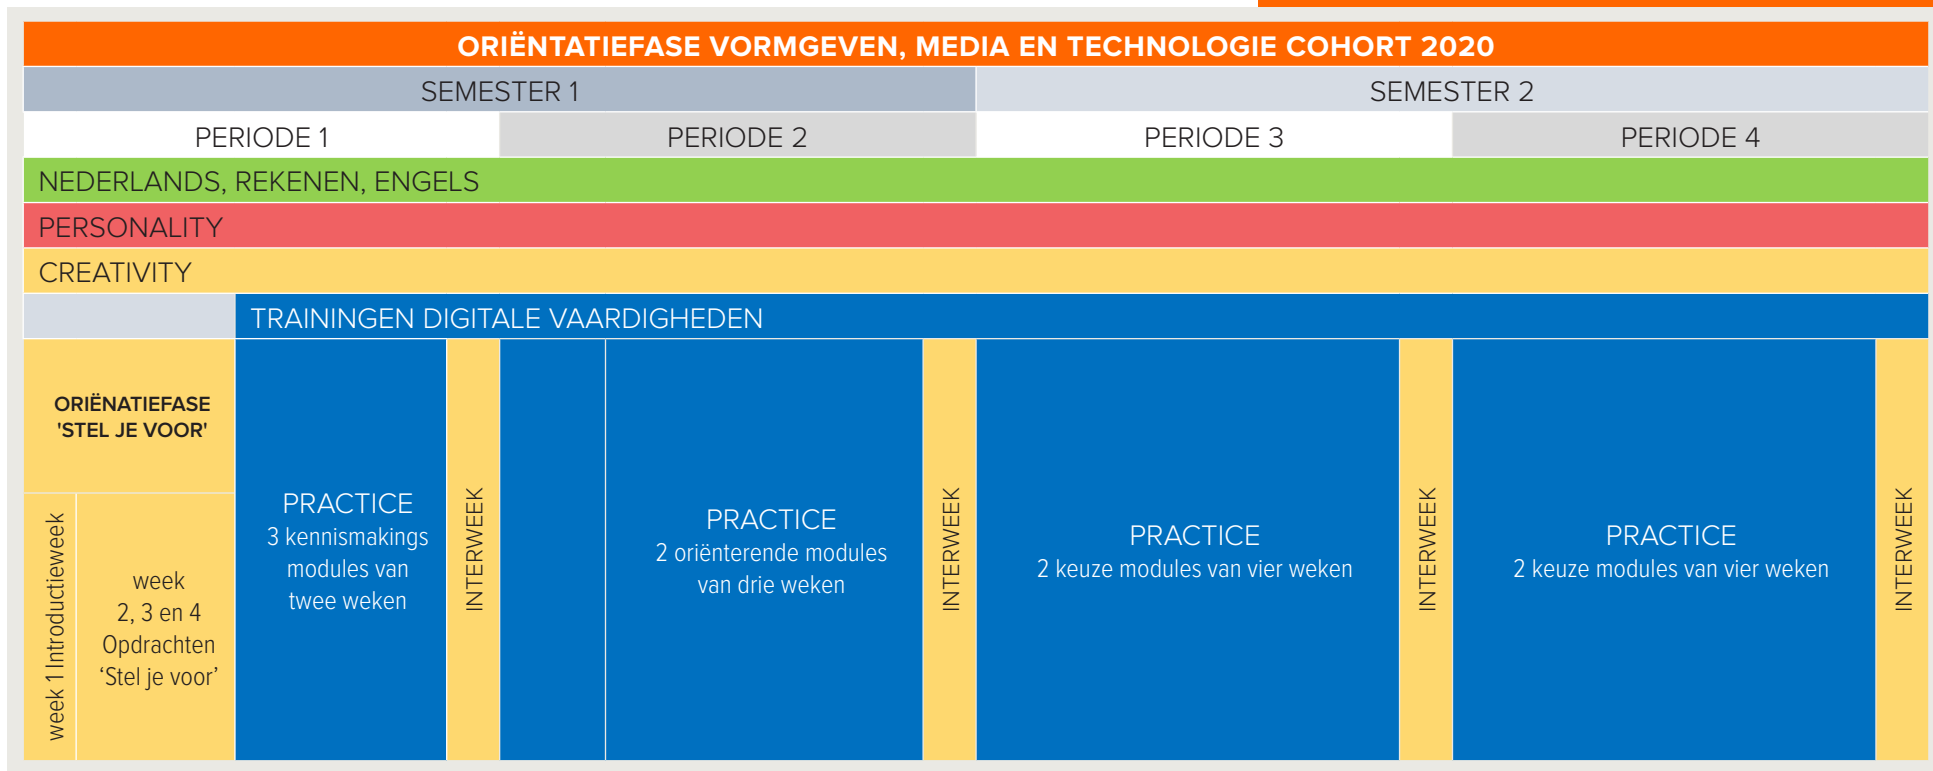 ORIËNTATIEFASE VORMGEVEN, MEDIA EN TECHNOLOGIE COHORT 2020
SEMESTER 1
SEMESTER 2
PERIODE 1
PERIODE 2
PERIODE 3
PERIODE 4
NEDERLANDS, REKENEN, ENGELS
PERSONALITY
CREATIVITY
TRAININGEN DIGITALE VAARDIGHEDEN
ORIËNATIEFASE
'STEL JE VOOR'
week 1 Introductieweek
week
2, 3 en 4
Opdrachten
‘Stel je voor’
PRACTICE
3 kennismakings
modules van
twee weken
INTERWEEK
PRACTICE
2 oriënterende modules
van drie weken
INTERWEEK
PRACTICE
2 keuze modules van vier weken
INTERWEEK
PRACTICE
2 keuze modules van vier weken
INTERWEEK